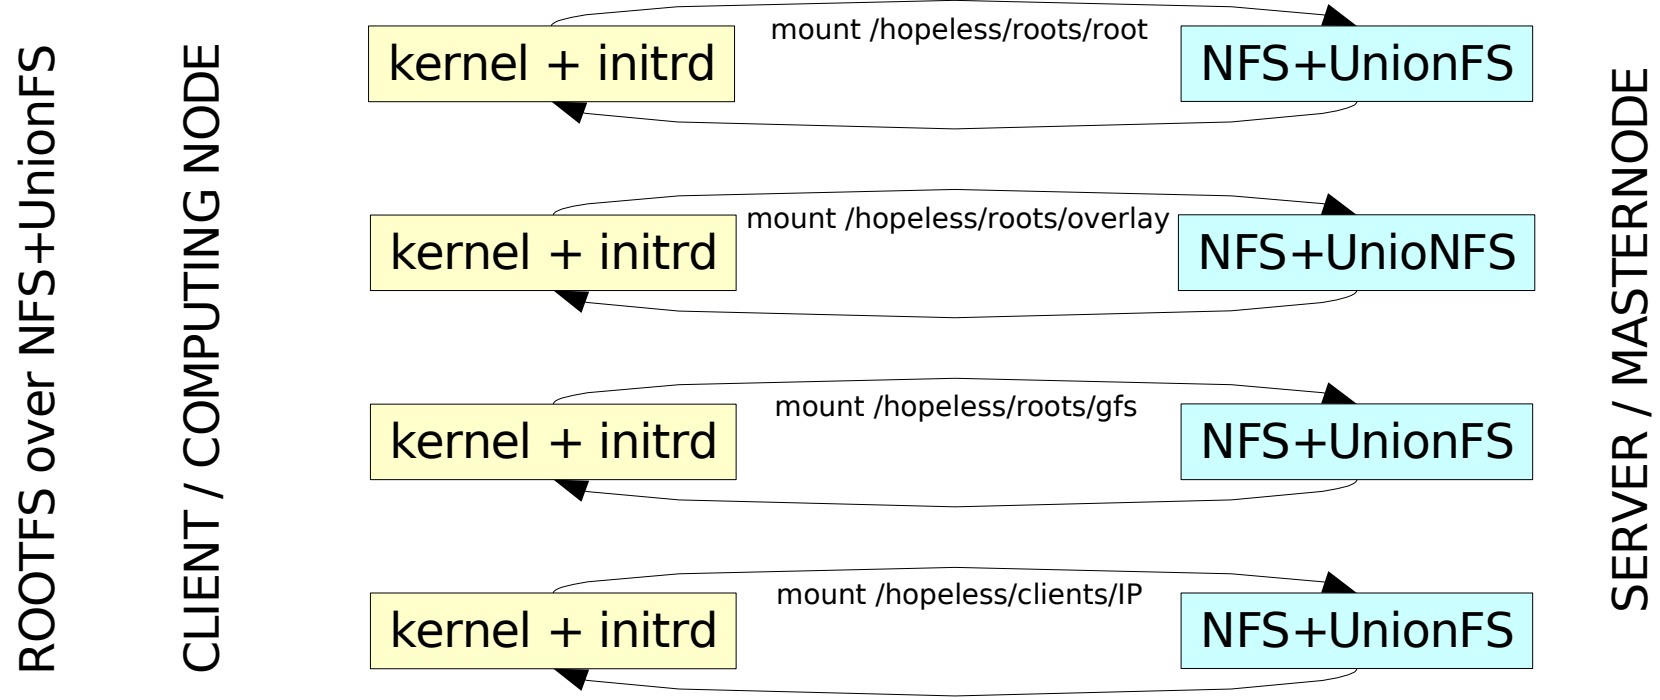 ROOTFS over NFS+UnionFS
CLIENT / COMPUTING NODE
kernel + initrd
mount /hopeless/roots/root
NFS+UnionFS
kernel + initrd
mount /hopeless/roots/overlay
NFS+UnioNFS
kernel + initrd
mount /hopeless/roots/gfs
NFS+UnionFS
kernel + initrd
mount /hopeless/clients/IP
NFS+UnionFS
SERVER / MASTERNODE